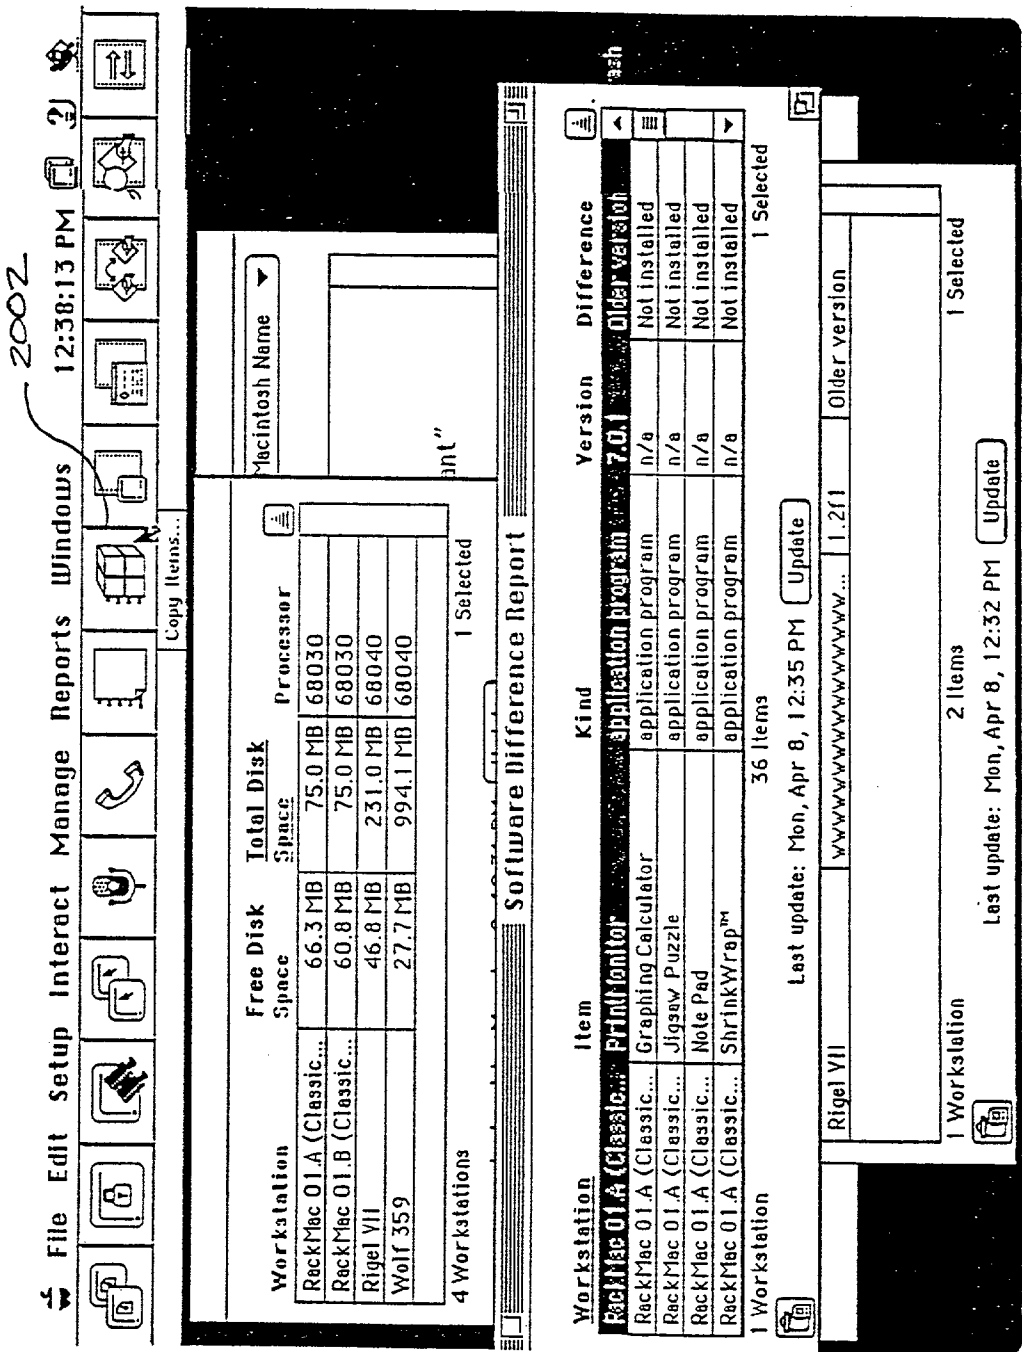 2002
File Edit Setup Interact Manage Reports Windows 12:38:13 PM
Copy Items...
Macintosh Name
ant"
Workstation Free Disk Space Total Disk Space Processor
RackMac 01.A (Classic... 66.3 MB 75.0 MB 68030
RackMac 01.B (Classic... 60.8 MB 75.0 MB 68030
Rigel VII 46.8 MB 231.0 MB 68040
Wolf 359 27.7 MB 994.1 MB 68040
4 Workstations 1 Selected
ash
Software Difference Report
Workstation Item Kind Version Difference
RackMac 01.A (Classic... PrintMonitor application program 7.0.1 Older version
RackMac 01.A (Classic... Graphing Calculator application program n/a Not installed
RackMac 01.A (Classic... Jigsaw Puzzle application program n/a Not installed
RackMac 01.A (Classic... Note Pad application program n/a Not installed
RackMac 01.A (Classic... ShrinkWrap™ application program n/a Not installed
1 Workstation 36 Items 1 Selected
Last update: Mon, Apr 8, 12:35 PM Update
Rigel VII 1.2f1 Older version
1 Workstation 2 Items 1 Selected
Last update: Mon, Apr 8, 12:32 PM Update